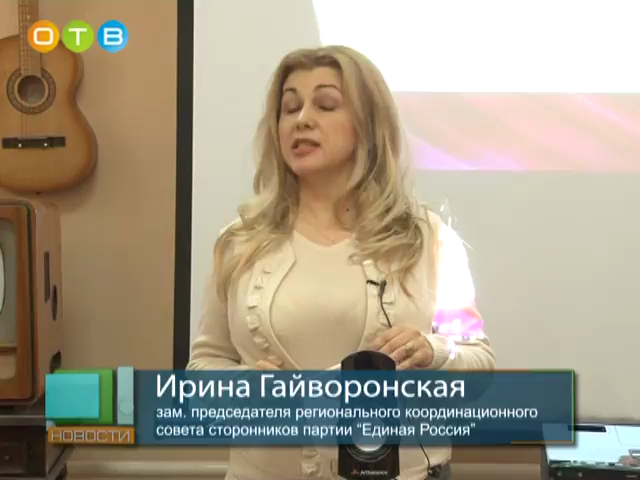 ОТВ
Ирина Гайворонская
зам. председателя регионального координационного
совета сторонников партии "Единая Россия"
НОВОСТИ